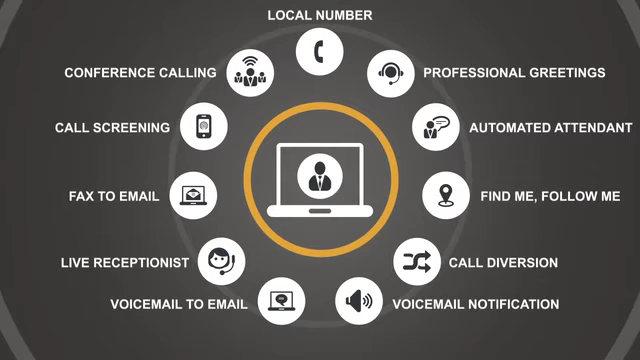 LOCAL NUMBER
CONFERENCE CALLING
PROFESSIONAL GREETINGS
CALL SCREENING
AUTOMATED ATTENDANT
FAX TO EMAIL
FIND ME, FOLLOW ME
LIVE RECEPTIONIST
CALL DIVERSION
VOICEMAIL TO EMAIL
VOICEMAIL NOTIFICATION